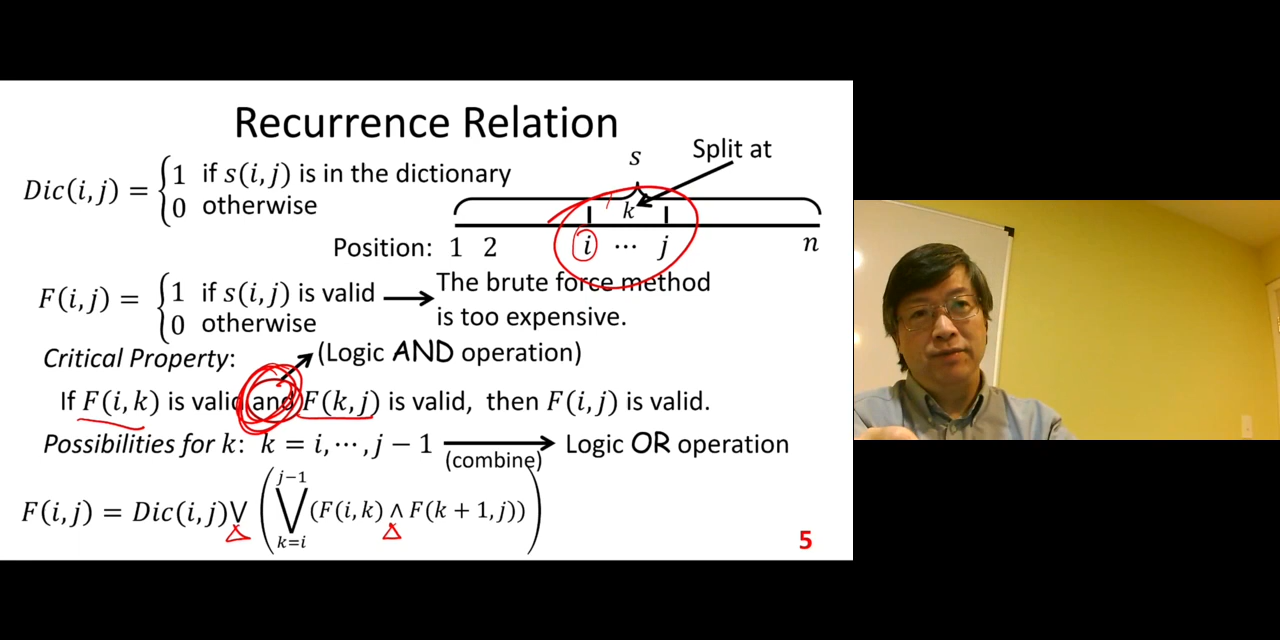 Recurrence Relation
Dic(i, j) = {1 if s(i, j) is in the dictionary
0 otherwise
s
Split at
k
Position: 1 2 i ⋯ j n
F(i, j) = {1 if s(i, j) is valid → The brute force method
0 otherwise is too expensive.
Critical Property: (Logic AND operation)
If F(i, k) is valid and F(k, j) is valid, then F(i, j) is valid.
Possibilities for k: k = i, ⋯, j − 1 (combine) Logic OR operation
F(i, j) = Dic(i, j) ∨ (⋁_{k=i}^{j−1} (F(i, k) ∧ F(k + 1, j)))
5